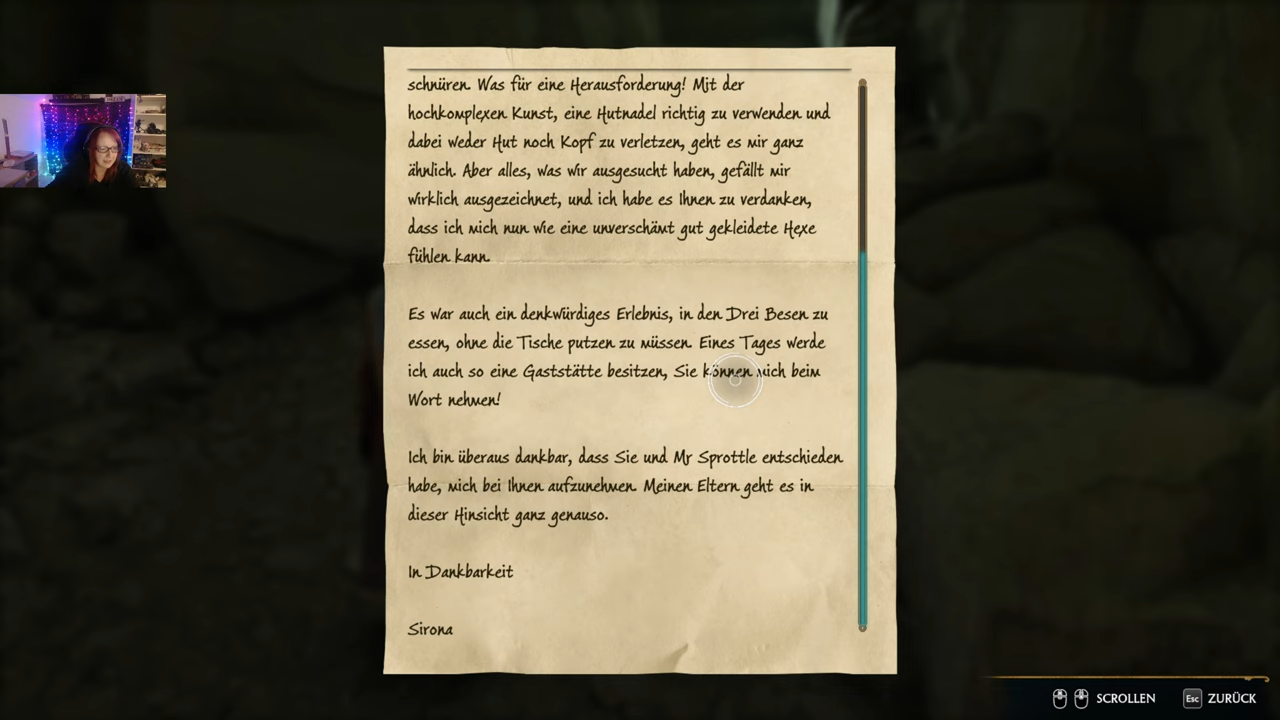 schnüren. Was für eine Herausforderung! Mit der
hochkomplexen Kunst, eine Hutnadel richtig zu verwenden und
dabei weder Hut noch Kopf zu verletzen, geht es mir ganz
ähnlich. Aber alles, was wir ausgesucht haben, gefällt mir
wirklich ausgezeichnet, und ich habe es Ihnen zu verdanken,
dass ich mich nun wie eine unverschämt gut gekleidete Hexe
fühlen kann.
Es war auch ein denkwürdiges Erlebnis, in den Drei Besen zu
essen, ohne die Tische putzen zu müssen. Eines Tages werde
ich auch so eine Gaststätte besitzen, Sie können mich beim
Wort nehmen!
Ich bin überaus dankbar, dass Sie und Mr Sprottle entschieden
habe, mich bei Ihnen aufzunehmen. Meinen Eltern geht es in
dieser Hinsicht ganz genauso.
In Dankbarkeit
Sirona
SCROLLEN
Esc ZURÜCK